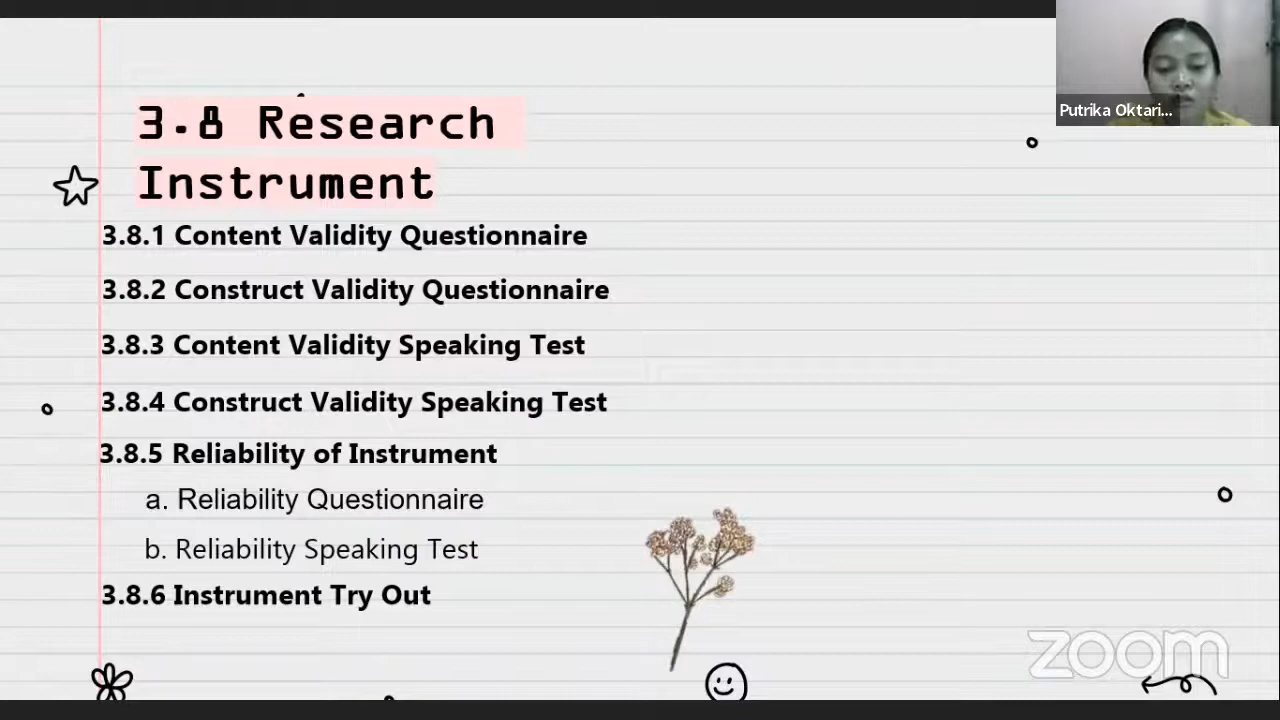 Putrika Oktari...
3.8 Research
Instrument
3.8.1 Content Validity Questionnaire
3.8.2 Construct Validity Questionnaire
3.8.3 Content Validity Speaking Test
3.8.4 Construct Validity Speaking Test
3.8.5 Reliability of Instrument
a. Reliability Questionnaire
b. Reliability Speaking Test
3.8.6 Instrument Try Out
zoom